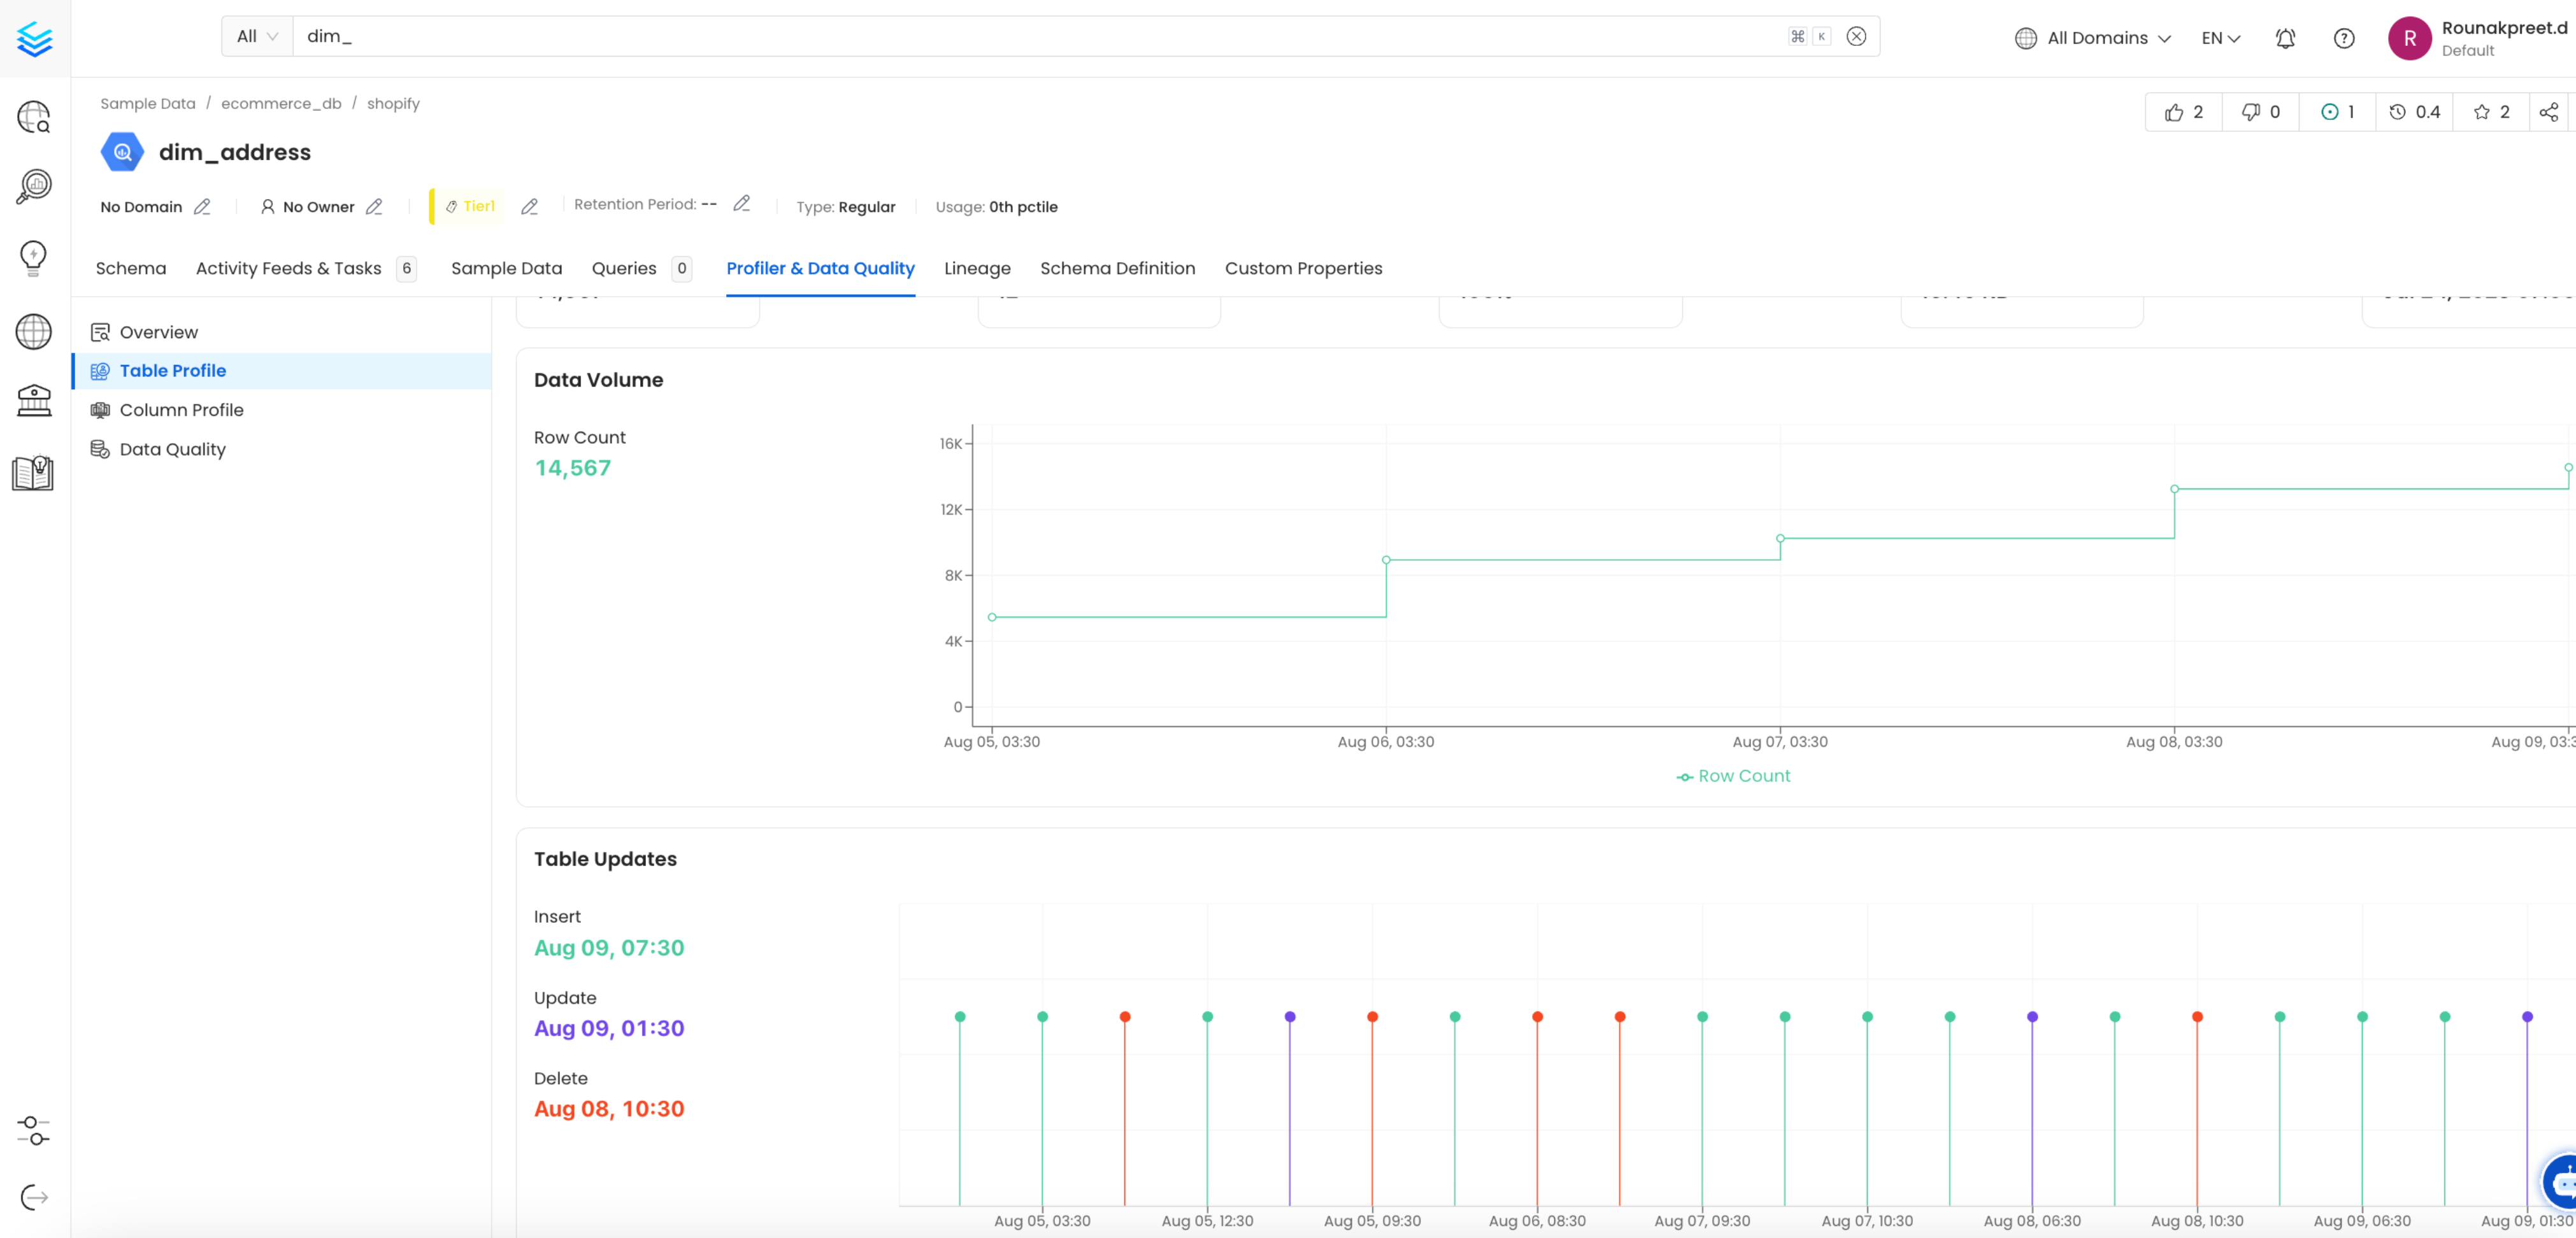 All dim_ ⌘ K All Domains EN R Rounakpreet.d
Default
Sample Data / ecommerce_db / shopify
2 0 1 0.4 2
dim_address
No Domain No Owner Tier1 Retention Period: -- Type: Regular Usage: 0th pctile
Schema Activity Feeds & Tasks 6 Sample Data Queries 0 Profiler & Data Quality Lineage Schema Definition Custom Properties
Overview
Table Profile
Column Profile
Data Quality
Data Volume
Row Count
14,567
16K
12K
8K
4K
0
Aug 05, 03:30 Aug 06, 03:30 Aug 07, 03:30 Aug 08, 03:30 Aug 09, 03:3
Row Count
Table Updates
Insert
Aug 09, 07:30
Update
Aug 09, 01:30
Delete
Aug 08, 10:30
Aug 05, 03:30 Aug 05, 12:30 Aug 05, 09:30 Aug 06, 08:30 Aug 07, 09:30 Aug 07, 10:30 Aug 08, 06:30 Aug 08, 10:30 Aug 09, 06:30 Aug 09, 01:30